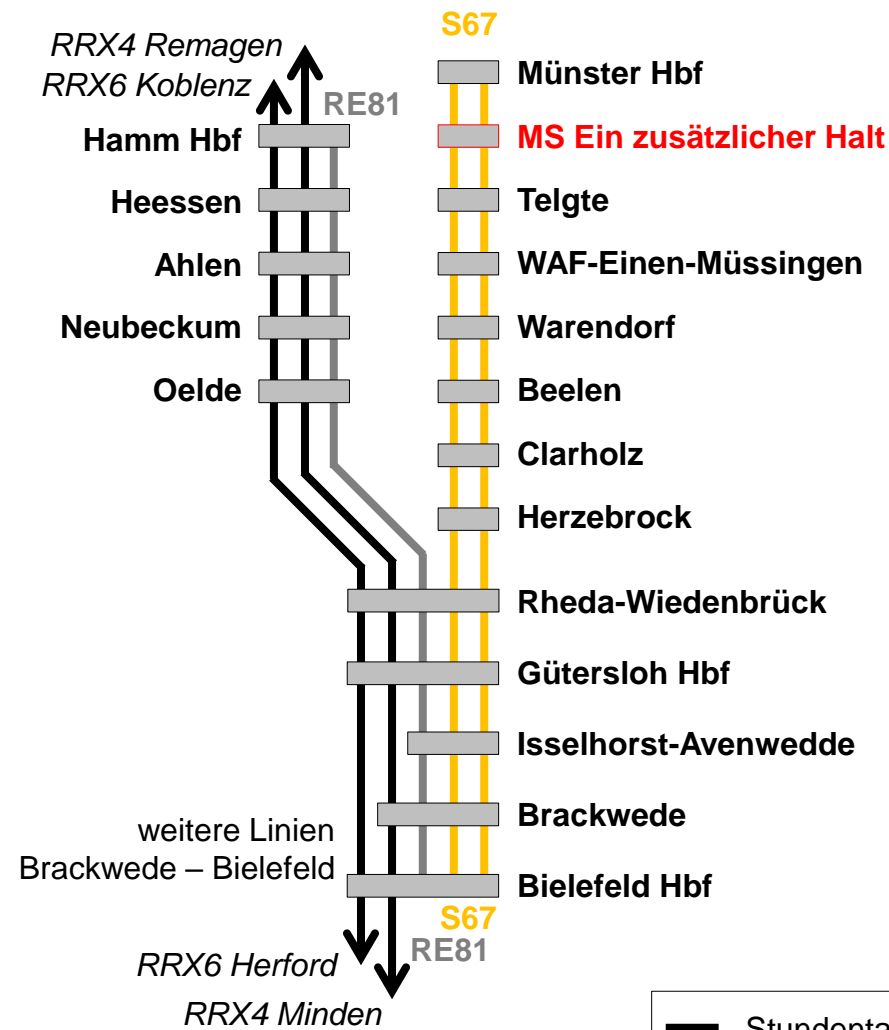 S67
RRX4 Remagen
RRX6 Koblenz
RE81
Münster Hbf
Hamm Hbf
MS Ein zusätzlicher Halt
Heessen
Telgte
Ahlen
WAF-Einen-Müssingen
Neubeckum
Warendorf
Oelde
Beelen
Clarholz
Herzebrock
Rheda-Wiedenbrück
Gütersloh Hbf
Isselhorst-Avenwedde
Brackwede
weitere Linien
Brackwede – Bielefeld
Bielefeld Hbf
S67
RE81
RRX6 Herford
RRX4 Minden